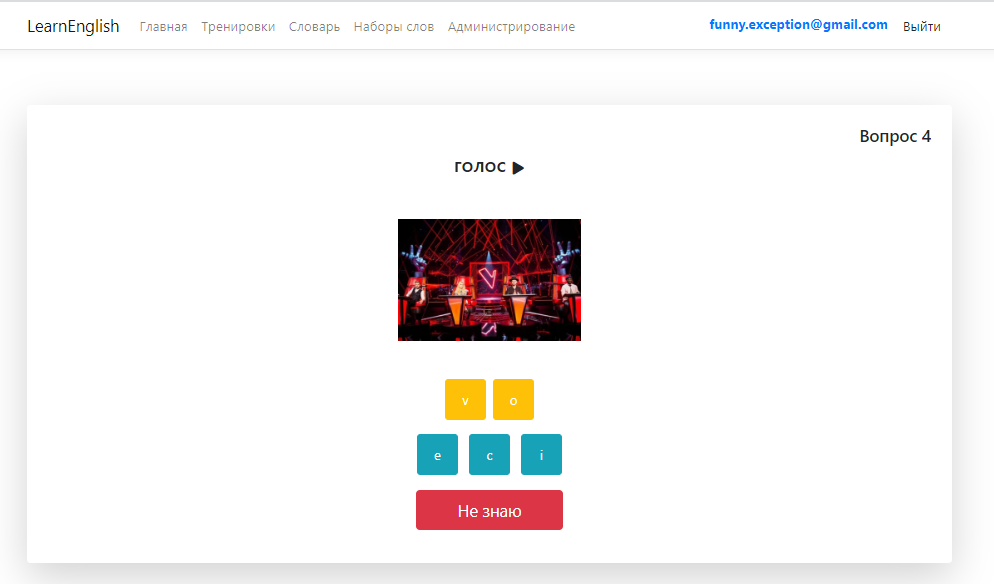 LearnEnglish Главная Тренировки Словарь Наборы слов Администрирование funny.exception@gmail.com Выйти
Вопрос 4
ГОЛОС
v o
e c i
Не знаю